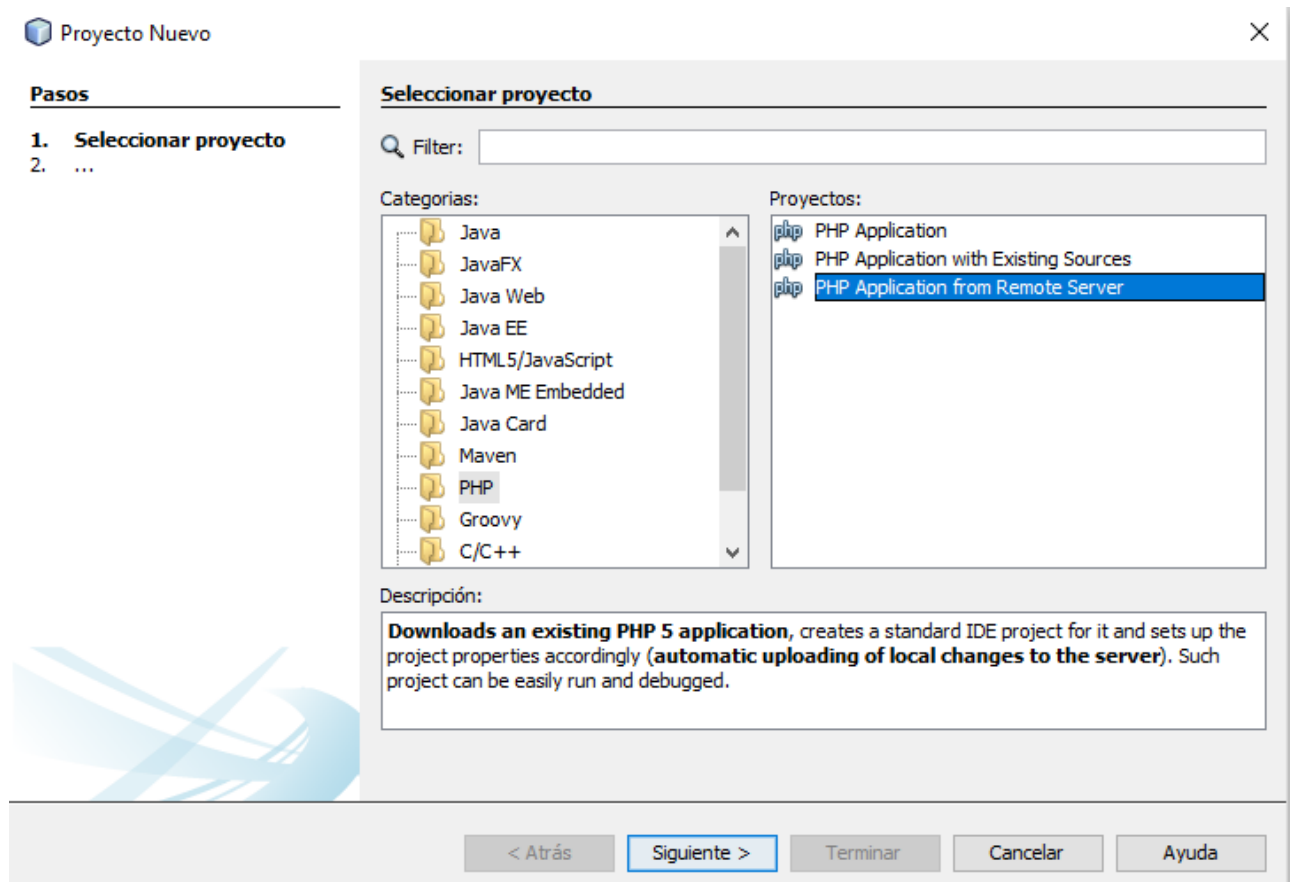 Proyecto Nuevo
Pasos
1. Seleccionar proyecto
2. ...
Seleccionar proyecto
Filter:
Categorias:
Java
JavaFX
Java Web
Java EE
HTML5/JavaScript
Java ME Embedded
Java Card
Maven
PHP
Groovy
C/C++
Proyectos:
php PHP Application
php PHP Application with Existing Sources
php PHP Application from Remote Server
Descripción:
Downloads an existing PHP 5 application, creates a standard IDE project for it and sets up the
project properties accordingly (automatic uploading of local changes to the server). Such
project can be easily run and debugged.
< Atrás Siguiente > Terminar Cancelar Ayuda